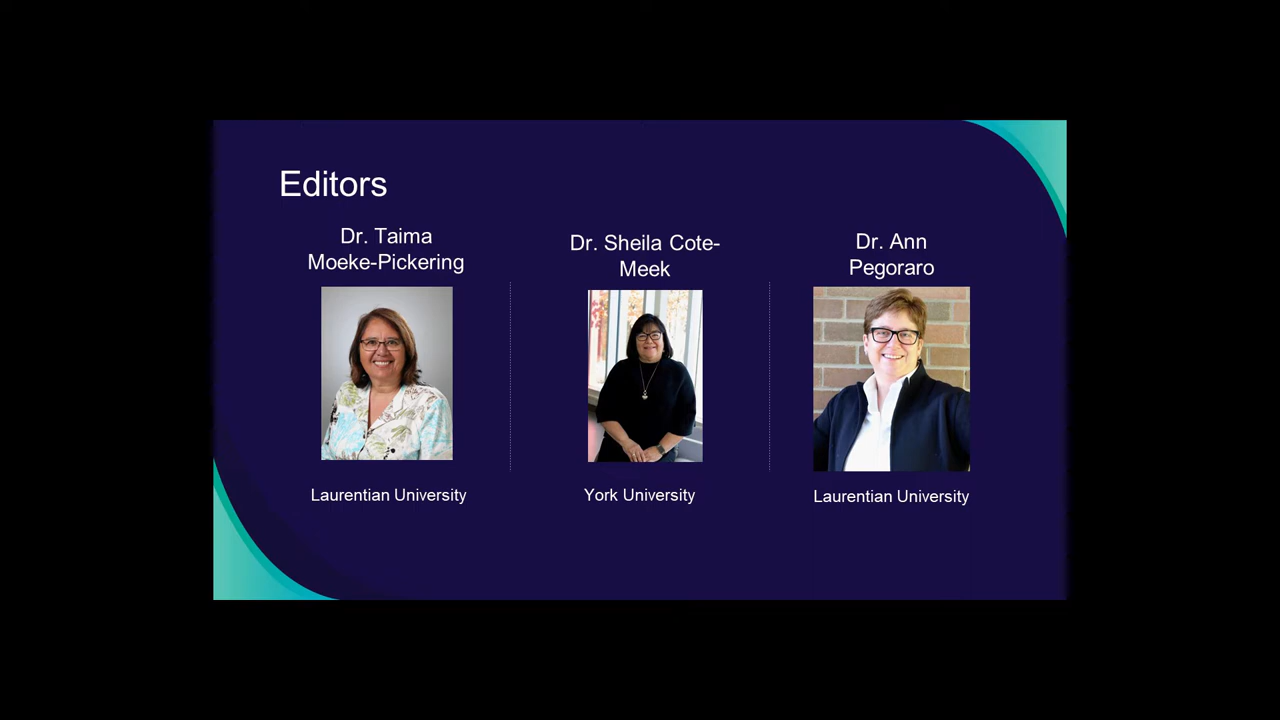 Editors
Dr. Taima
Moeke-Pickering
Dr. Sheila Cote-
Meek
Dr. Ann
Pegoraro
Laurentian University
York University
Laurentian University